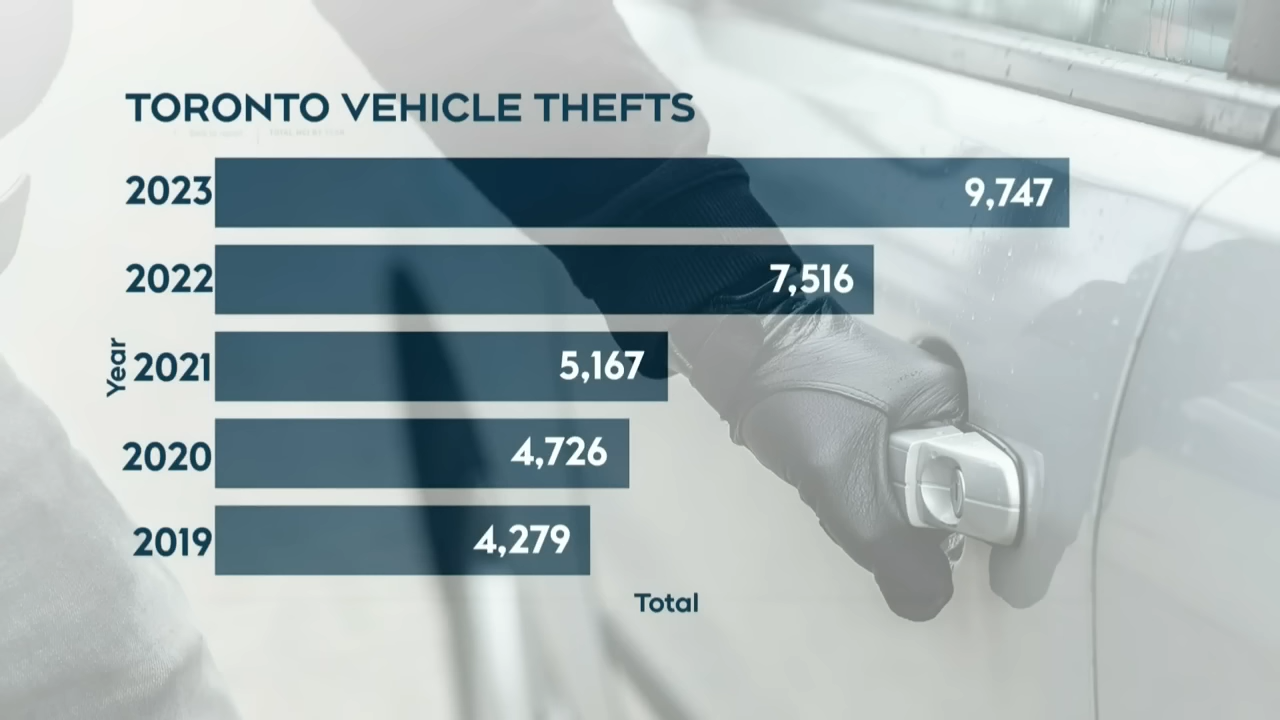 TORONTO VEHICLE THEFTS
2023 9,747
2022 7,516
Year
2021 5,167
2020 4,726
2019 4,279
Total